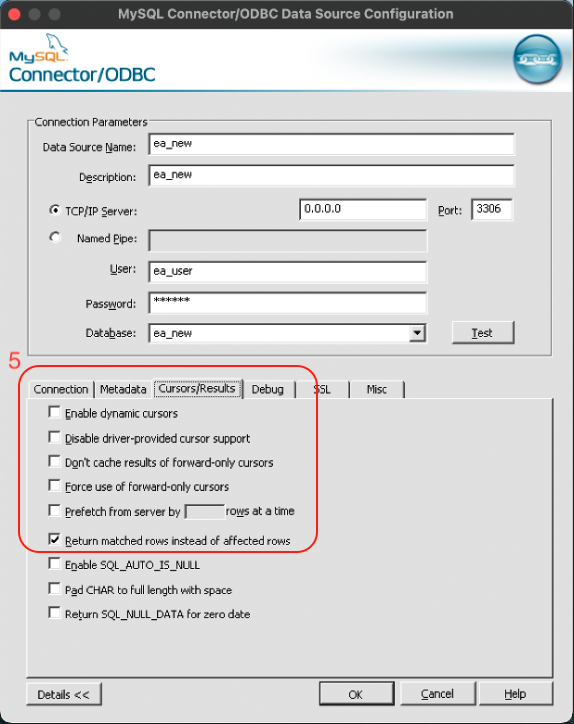 MySQL Connector/ODBC Data Source Configuration
MySQL
Connector/ODBC
Connection Parameters
Data Source Name: ea_new
Description: ea_new
TCP/IP Server: 0.0.0.0 Port: 3306
Named Pipe:
User: ea_user
Password: ******
Database: ea_new Test
5
Connection Metadata Cursors/Results Debug SSL Misc
Enable dynamic cursors
Disable driver-provided cursor support
Don't cache results of forward-only cursors
Force use of forward-only cursors
Prefetch from server by rows at a time
Return matched rows instead of affected rows
Enable SQL_AUTO_IS_NULL
Pad CHAR to full length with space
Return SQL_NULL_DATA for zero date
Details << OK Cancel Help